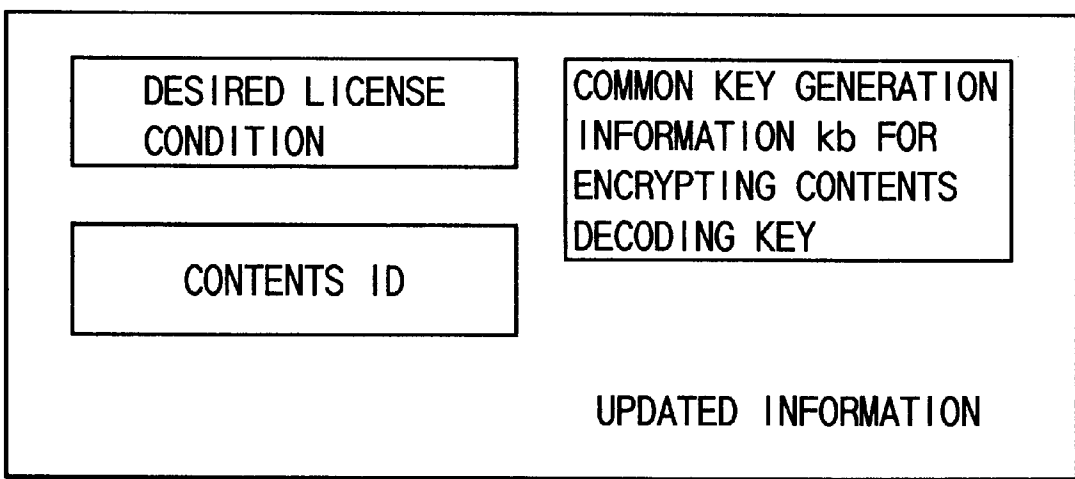 DESIRED LICENSE
CONDITION
CONTENTS ID
COMMON KEY GENERATION
INFORMATION kb FOR
ENCRYPTING CONTENTS
DECODING KEY
UPDATED INFORMATION